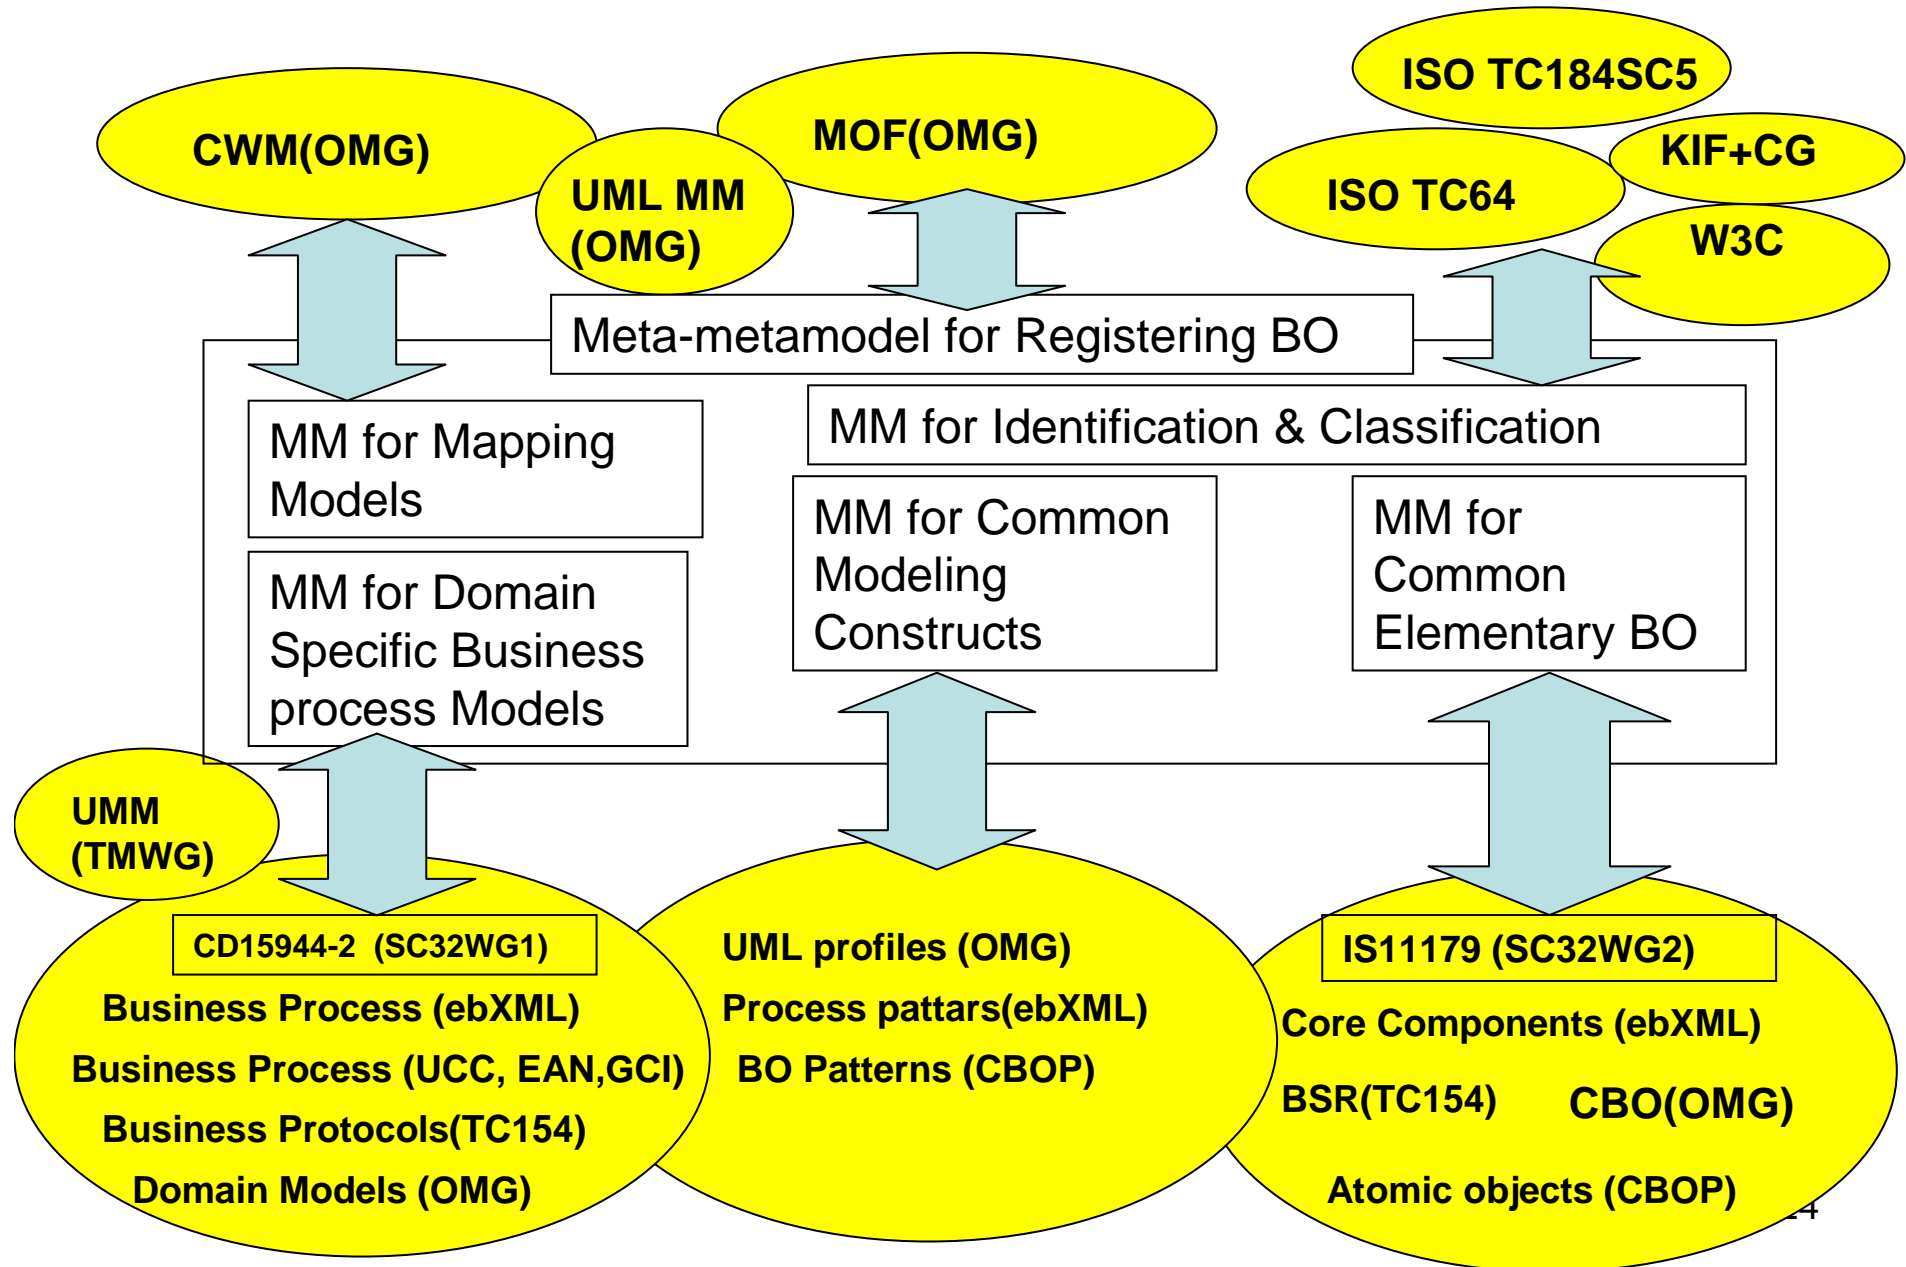 ISO TC184SC5
CWM(OMG)
MOF(OMG)
KIF+CG
UML MM
(OMG)
ISO TC64
W3C
Meta-metamodel for Registering BO
MM for Mapping
Models
MM for Identification & Classification
MM for Domain
Specific Business
process Models
MM for Common
Modeling
Constructs
MM for
Common
Elementary BO
UMM
(TMWG)
CD15944-2 (SC32WG1)
Business Process (ebXML)
Business Process (UCC, EAN,GCI)
Business Protocols(TC154)
Domain Models (OMG)
UML profiles (OMG)
Process pattars(ebXML)
BO Patterns (CBOP)
IS11179 (SC32WG2)
Core Components (ebXML)
BSR(TC154) CBO(OMG)
Atomic objects (CBOP)